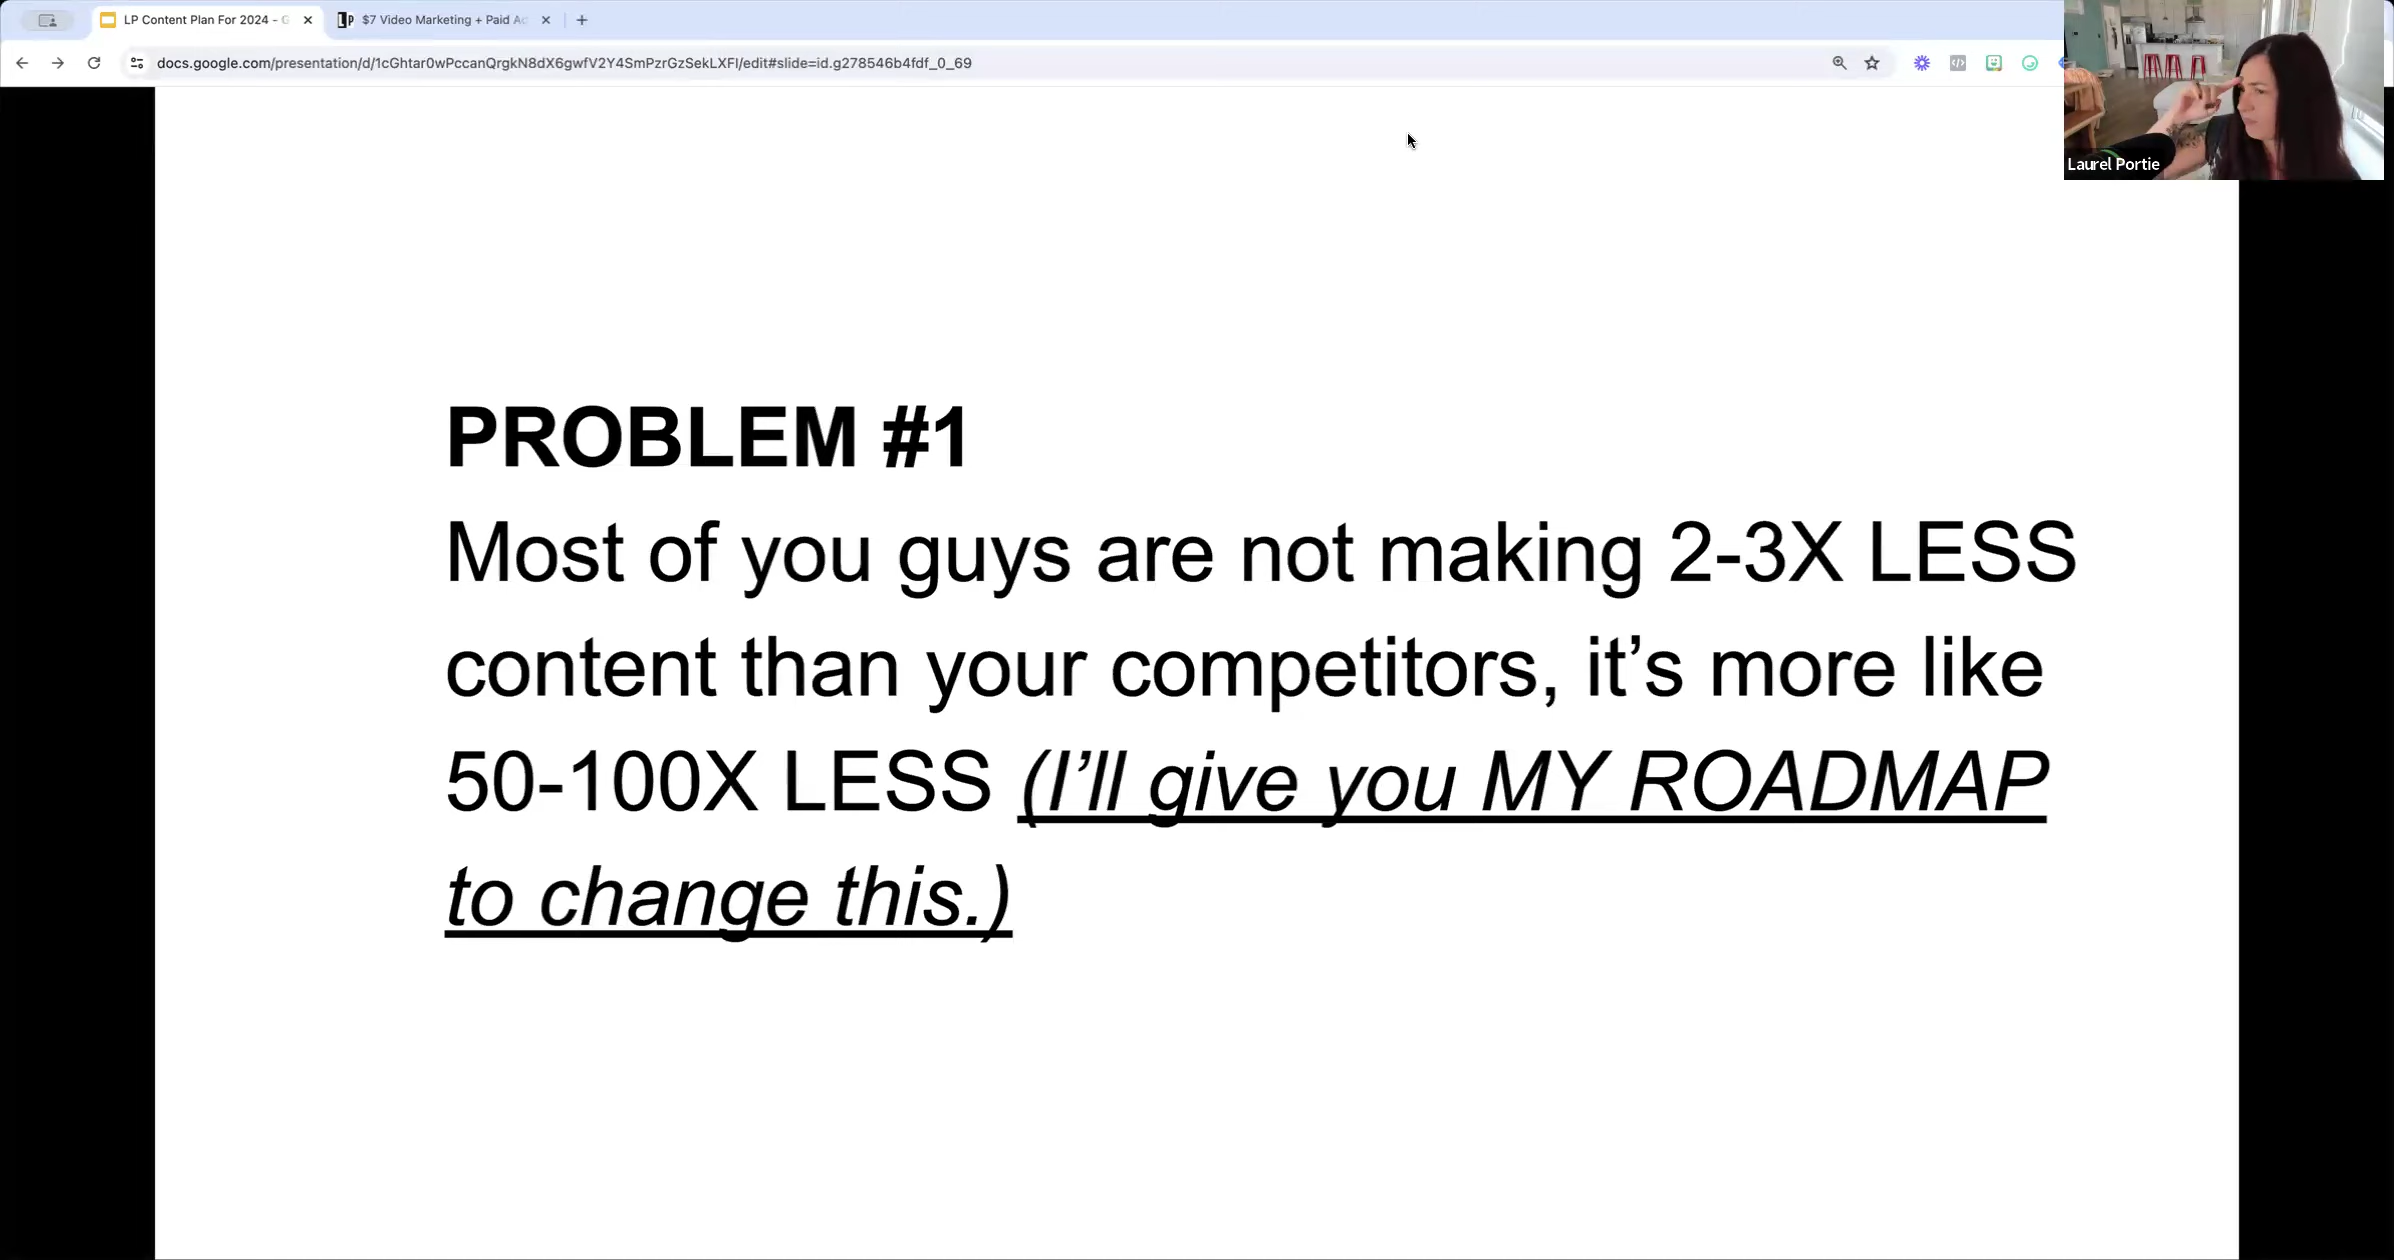 LP Content Plan For 2024 - G
$7 Video Marketing + Paid Ad
docs.google.com/presentation/d/1cGhtar0wPccanQrgkN8dX6gwfV2Y4SmPzrGzSekLXFI/edit#slide=id.g278546b4fdf_0_69
Laurel Portie
PROBLEM #1
Most of you guys are not making 2-3X LESS
content than your competitors, it’s more like
50-100X LESS (I’ll give you MY ROADMAP
to change this.)